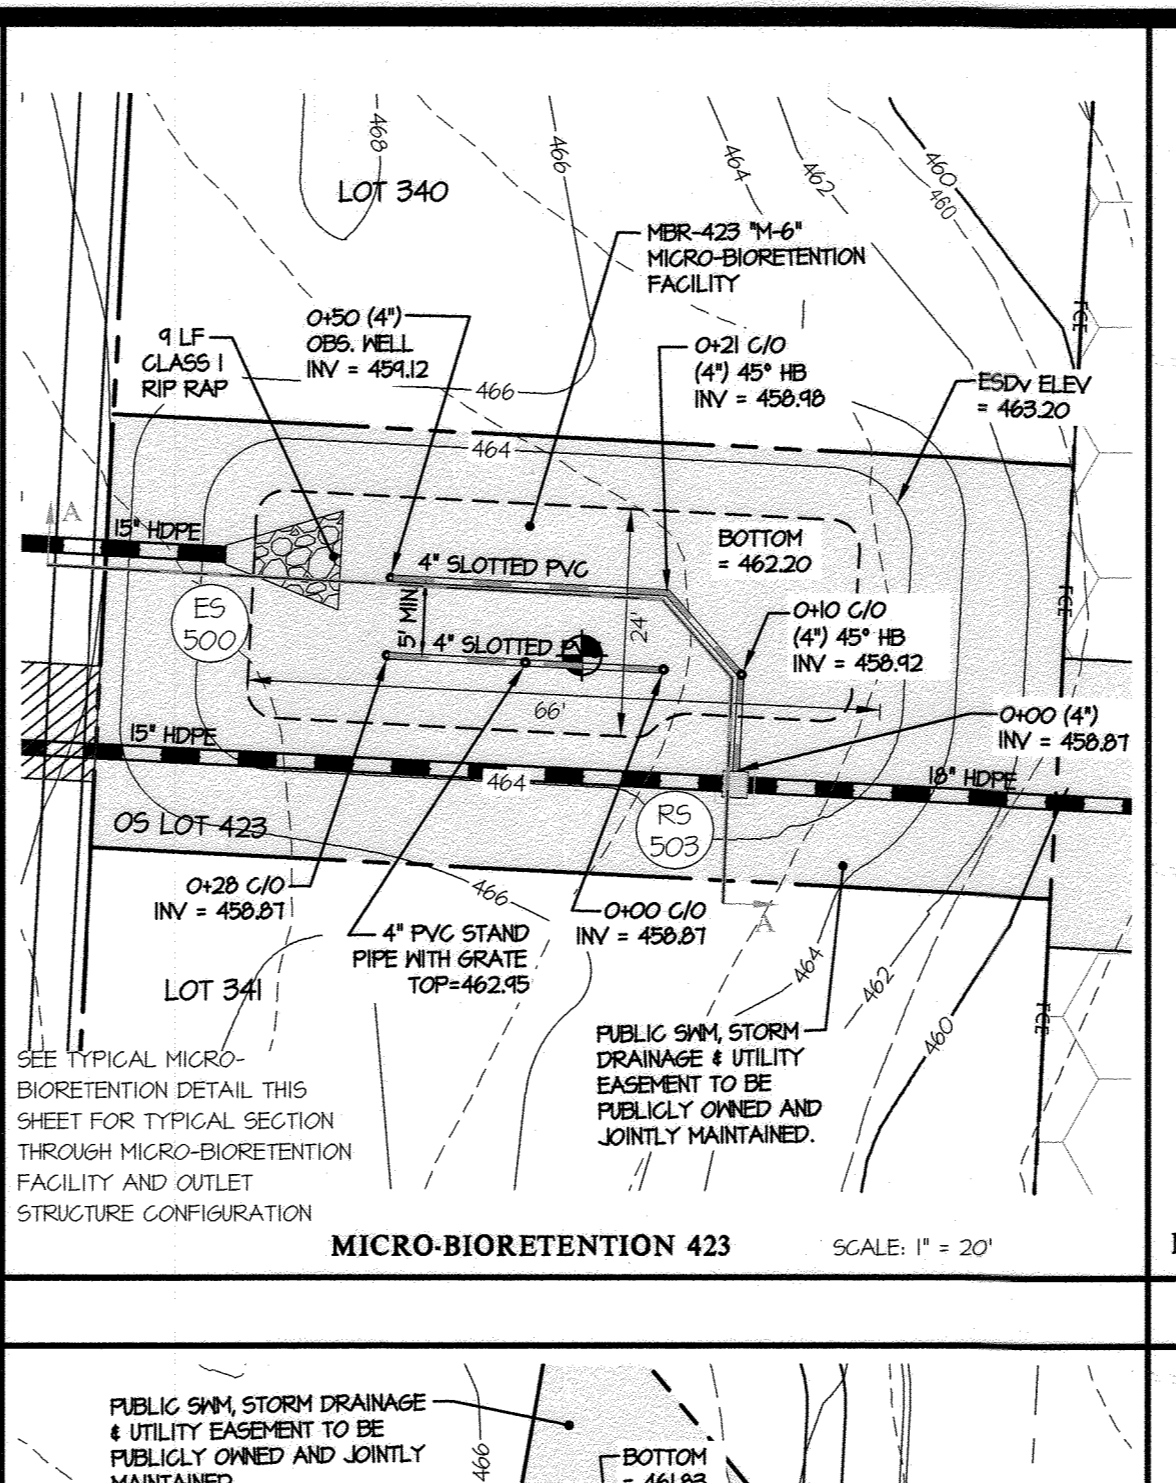 468
466
464
462
460
460
LOT 340
MBR-423 "M-6"
MICRO-BIORETENTION
FACILITY
0+50 (4")
OBS. WELL
INV = 459.12
9 LF
CLASS I
RIP RAP
0+21 C/O
(4") 45° HB
INV = 458.98
FCE
466
ESDv ELEV
= 463.20
464
A
15" HDPE
BOTTOM
= 462.20
4" SLOTTED PVC
ES
500
5' MIN
24'
0+10 C/O
(4") 45° HB
INV = 458.92
FCE
4" SLOTTED PVC
66'
0+00 (4")
INV = 458.87
15" HDPE
464
18" HDPE
OS LOT 423
RS
503
0+28 C/O
INV = 458.87
466
0+00 C/O
INV = 458.87
A
4" PVC STAND
PIPE WITH GRATE
TOP=462.95
LOT 341
464
462
460
FCE
PUBLIC SWM, STORM
DRAINAGE & UTILITY
EASEMENT TO BE
PUBLICLY OWNED AND
JOINTLY MAINTAINED.
SEE TYPICAL MICRO-
BIORETENTION DETAIL THIS
SHEET FOR TYPICAL SECTION
THROUGH MICRO-BIORETENTION
FACILITY AND OUTLET
STRUCTURE CONFIGURATION
MICRO-BIORETENTION 423
SCALE: 1" = 20'
PUBLIC SWM, STORM DRAINAGE
& UTILITY EASEMENT TO BE
PUBLICLY OWNED AND JOINTLY
MAINTAINED
466
BOTTOM
= 461.83